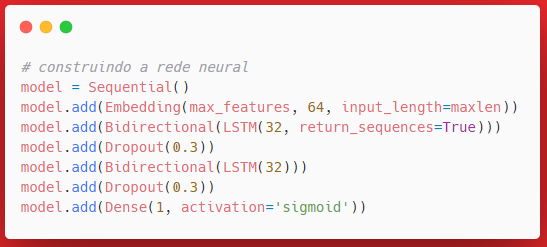 # construindo a rede neural
model = Sequential()
model.add(Embedding(max_features, 64, input_length=maxlen))
model.add(Bidirectional(LSTM(32, return_sequences=True)))
model.add(Dropout(0.3))
model.add(Bidirectional(LSTM(32)))
model.add(Dropout(0.3))
model.add(Dense(1, activation='sigmoid'))